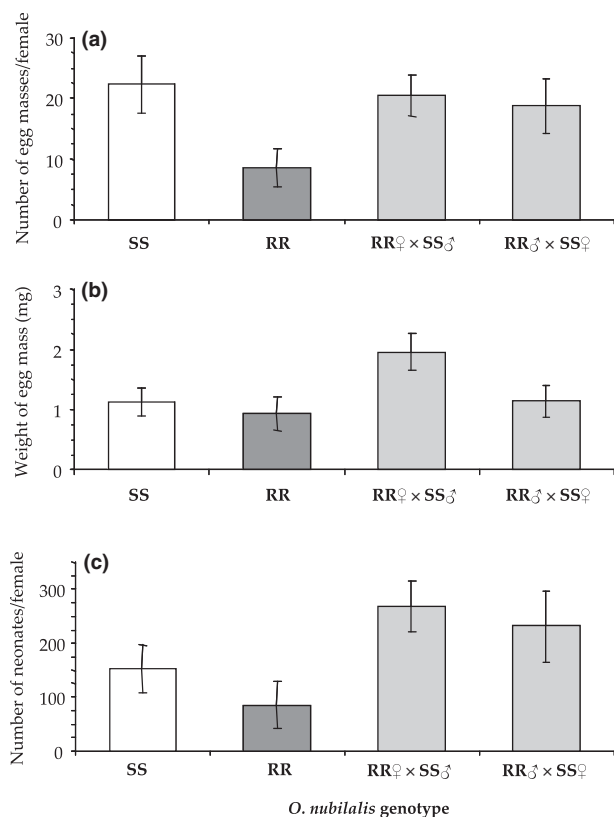 (a)
Number of egg masses/female
30
20
10
0
SS RR RR♀ × SS♂ RR♂ × SS♀
(b)
Weight of egg mass (mg)
3
2
1
0
SS RR RR♀ × SS♂ RR♂ × SS♀
(c)
Number of neonates/female
300
200
100
0
SS RR RR♀ × SS♂ RR♂ × SS♀
O. nubilalis genotype